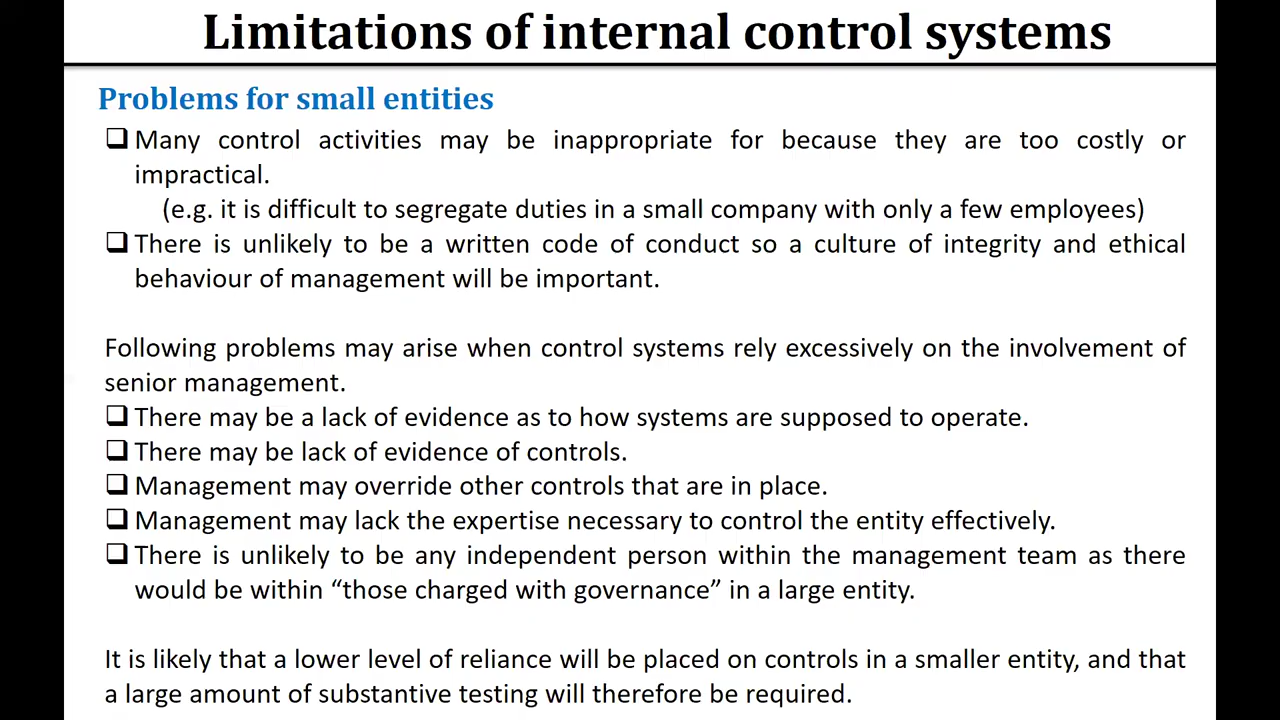 Limitations of internal control systems
Problems for small entities
❑ Many control activities may be inappropriate for because they are too costly or
impractical.
(e.g. it is difficult to segregate duties in a small company with only a few employees)
❑ There is unlikely to be a written code of conduct so a culture of integrity and ethical
behaviour of management will be important.
Following problems may arise when control systems rely excessively on the involvement of
senior management.
❑ There may be a lack of evidence as to how systems are supposed to operate.
❑ There may be lack of evidence of controls.
❑ Management may override other controls that are in place.
❑ Management may lack the expertise necessary to control the entity effectively.
❑ There is unlikely to be any independent person within the management team as there
would be within “those charged with governance” in a large entity.
It is likely that a lower level of reliance will be placed on controls in a smaller entity, and that
a large amount of substantive testing will therefore be required.